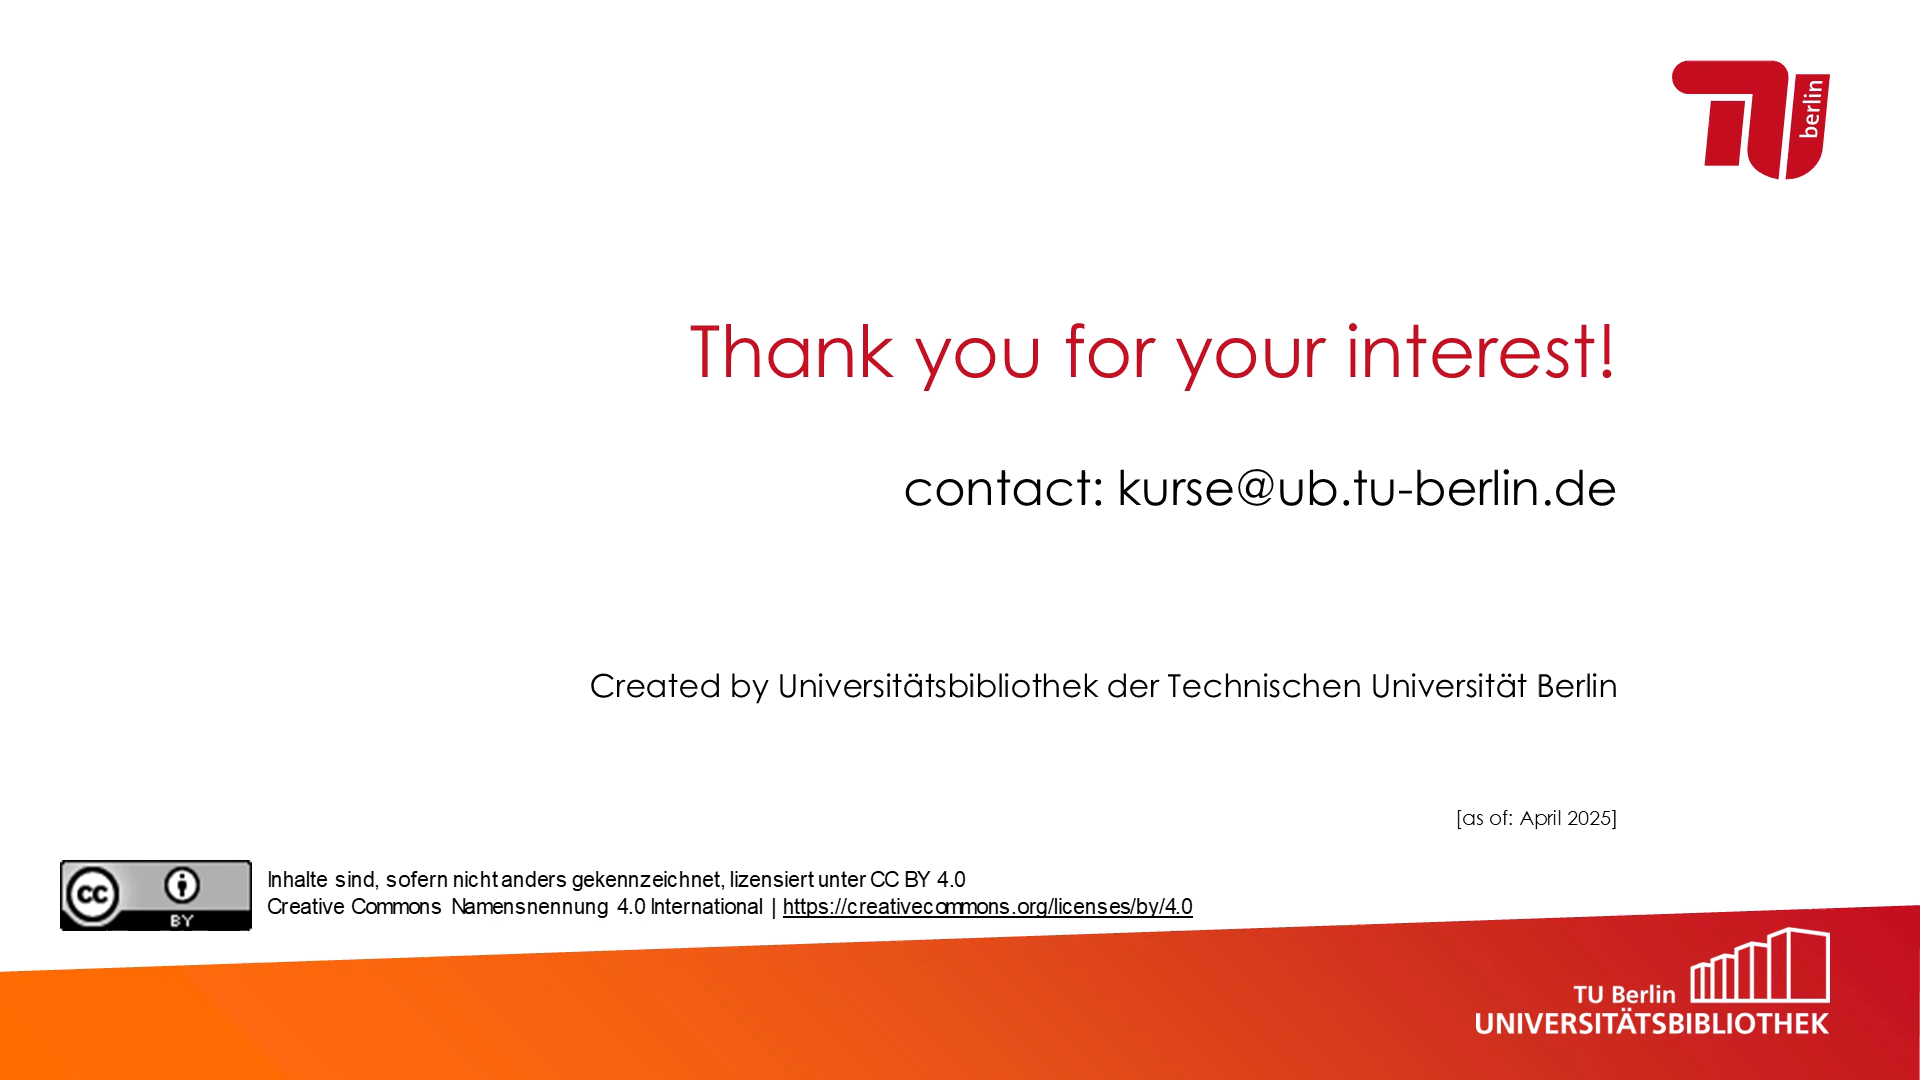 TU berlin
Thank you for your interest!
contact: kurse@ub.tu-berlin.de
Created by Universitätsbibliothek der Technischen Universität Berlin
[as of: April 2025]
cc BY
Inhalte sind, sofern nicht anders gekennzeichnet, lizensiert unter CC BY 4.0
Creative Commons Namensnennung 4.0 International | https://creativecommons.org/licenses/by/4.0
TU Berlin
UNIVERSITÄTSBIBLIOTHEK